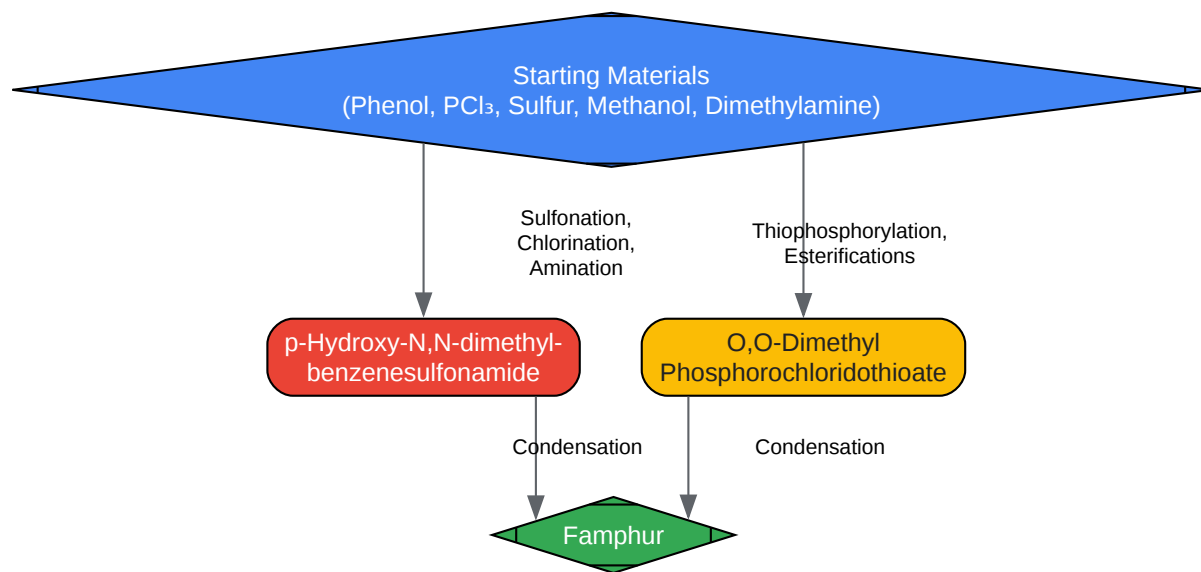 Starting Materials
(Phenol, PCl₃, Sulfur, Methanol, Dimethylamine)
Sulfonation,
Chlorination,
Amination
Thiophosphorylation,
Esterifications
p-Hydroxy-N,N-dimethyl-
benzenesulfonamide
O,O-Dimethyl
Phosphorochloridothioate
Condensation
Condensation
Famphur